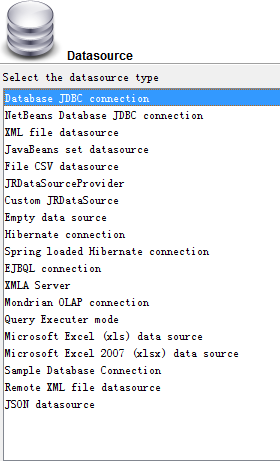 Datasource
Select the datasource type
Database JDBC connection
NetBeans Database JDBC connection
XML file datasource
JavaBeans set datasource
File CSV datasource
JRDataSourceProvider
Custom JRDataSource
Empty data source
Hibernate connection
Spring loaded Hibernate connection
EJBQL connection
XMLA Server
Mondrian OLAP connection
Query Executer mode
Microsoft Excel (xls) data source
Microsoft Excel 2007 (xlsx) data source
Sample Database Connection
Remote XML file datasource
JSON datasource